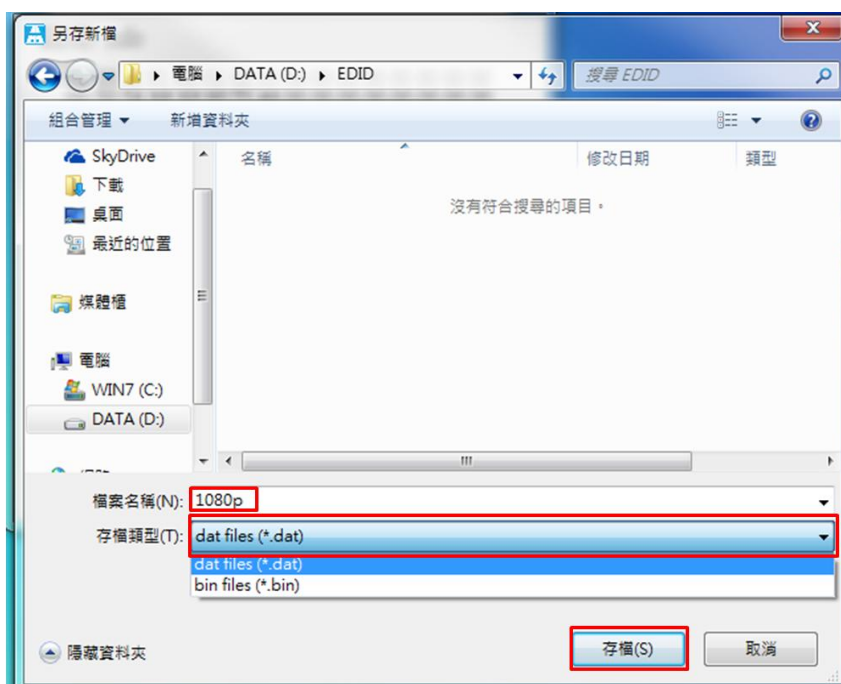 另存新檔
電腦 DATA (D:) EDID 搜尋 EDID
組合管理 新增資料夾
SkyDrive
下載
桌面
最近的位置
媒體櫃
電腦
WIN7 (C:)
DATA (D:)
名稱 修改日期 類型
沒有符合搜尋的項目。
檔案名稱(N): 1080p
存檔類型(T): dat files (*.dat)
dat files (*.dat)
bin files (*.bin)
隱藏資料夾 存檔(S) 取消